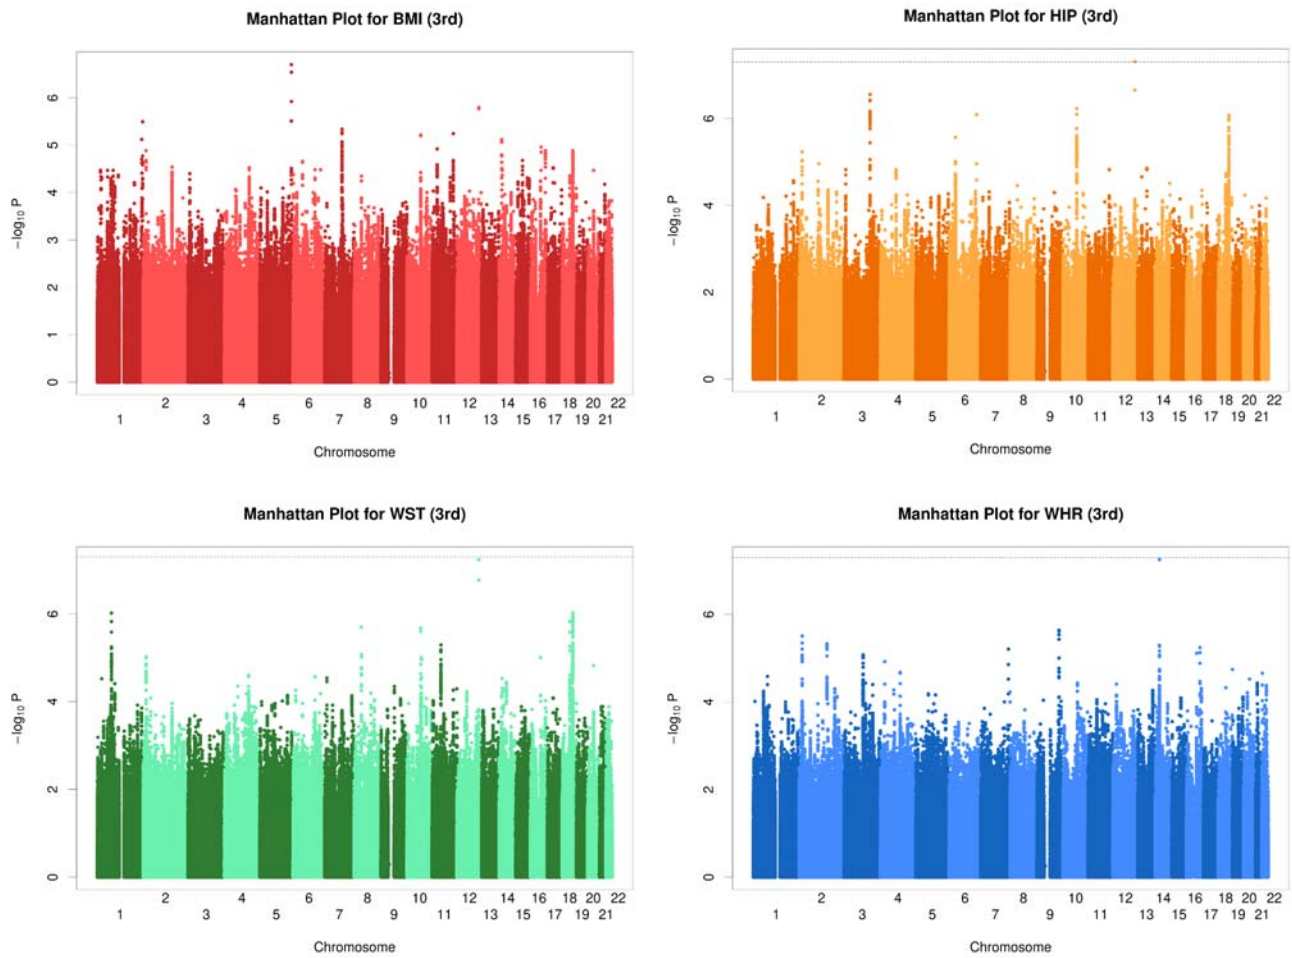 Manhattan Plot for BMI (3rd)
−log10 P
6
5
4
3
2
1
0
2 4 6 8 10 12 14 16 18 20 22
1 3 5 7 9 11 13 15 17 19 21
Chromosome
Manhattan Plot for HIP (3rd)
−log10 P
6
4
2
0
2 4 6 8 10 12 14 16 18 20 22
1 3 5 7 9 11 13 15 17 19 21
Chromosome
Manhattan Plot for WST (3rd)
−log10 P
6
4
2
0
2 4 6 8 10 12 14 16 18 20 22
1 3 5 7 9 11 13 15 17 19 21
Chromosome
Manhattan Plot for WHR (3rd)
−log10 P
6
4
2
0
2 4 6 8 10 12 14 16 18 20 22
1 3 5 7 9 11 13 15 17 19 21
Chromosome